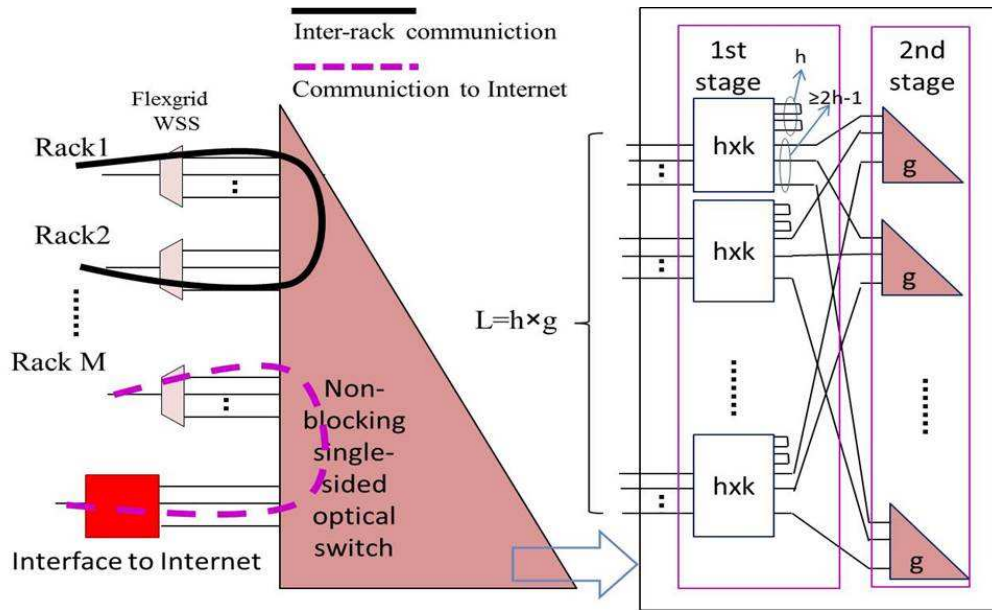 Inter-rack communiction
Communiction to Internet
Flexgrid
WSS
Rack1
Rack2
Rack M
Non-
blocking
single-
sided
optical
switch
Interface to Internet
L=h×g
1st
stage
2nd
stage
h
≥2h-1
hxk
hxk
hxk
g
g
g